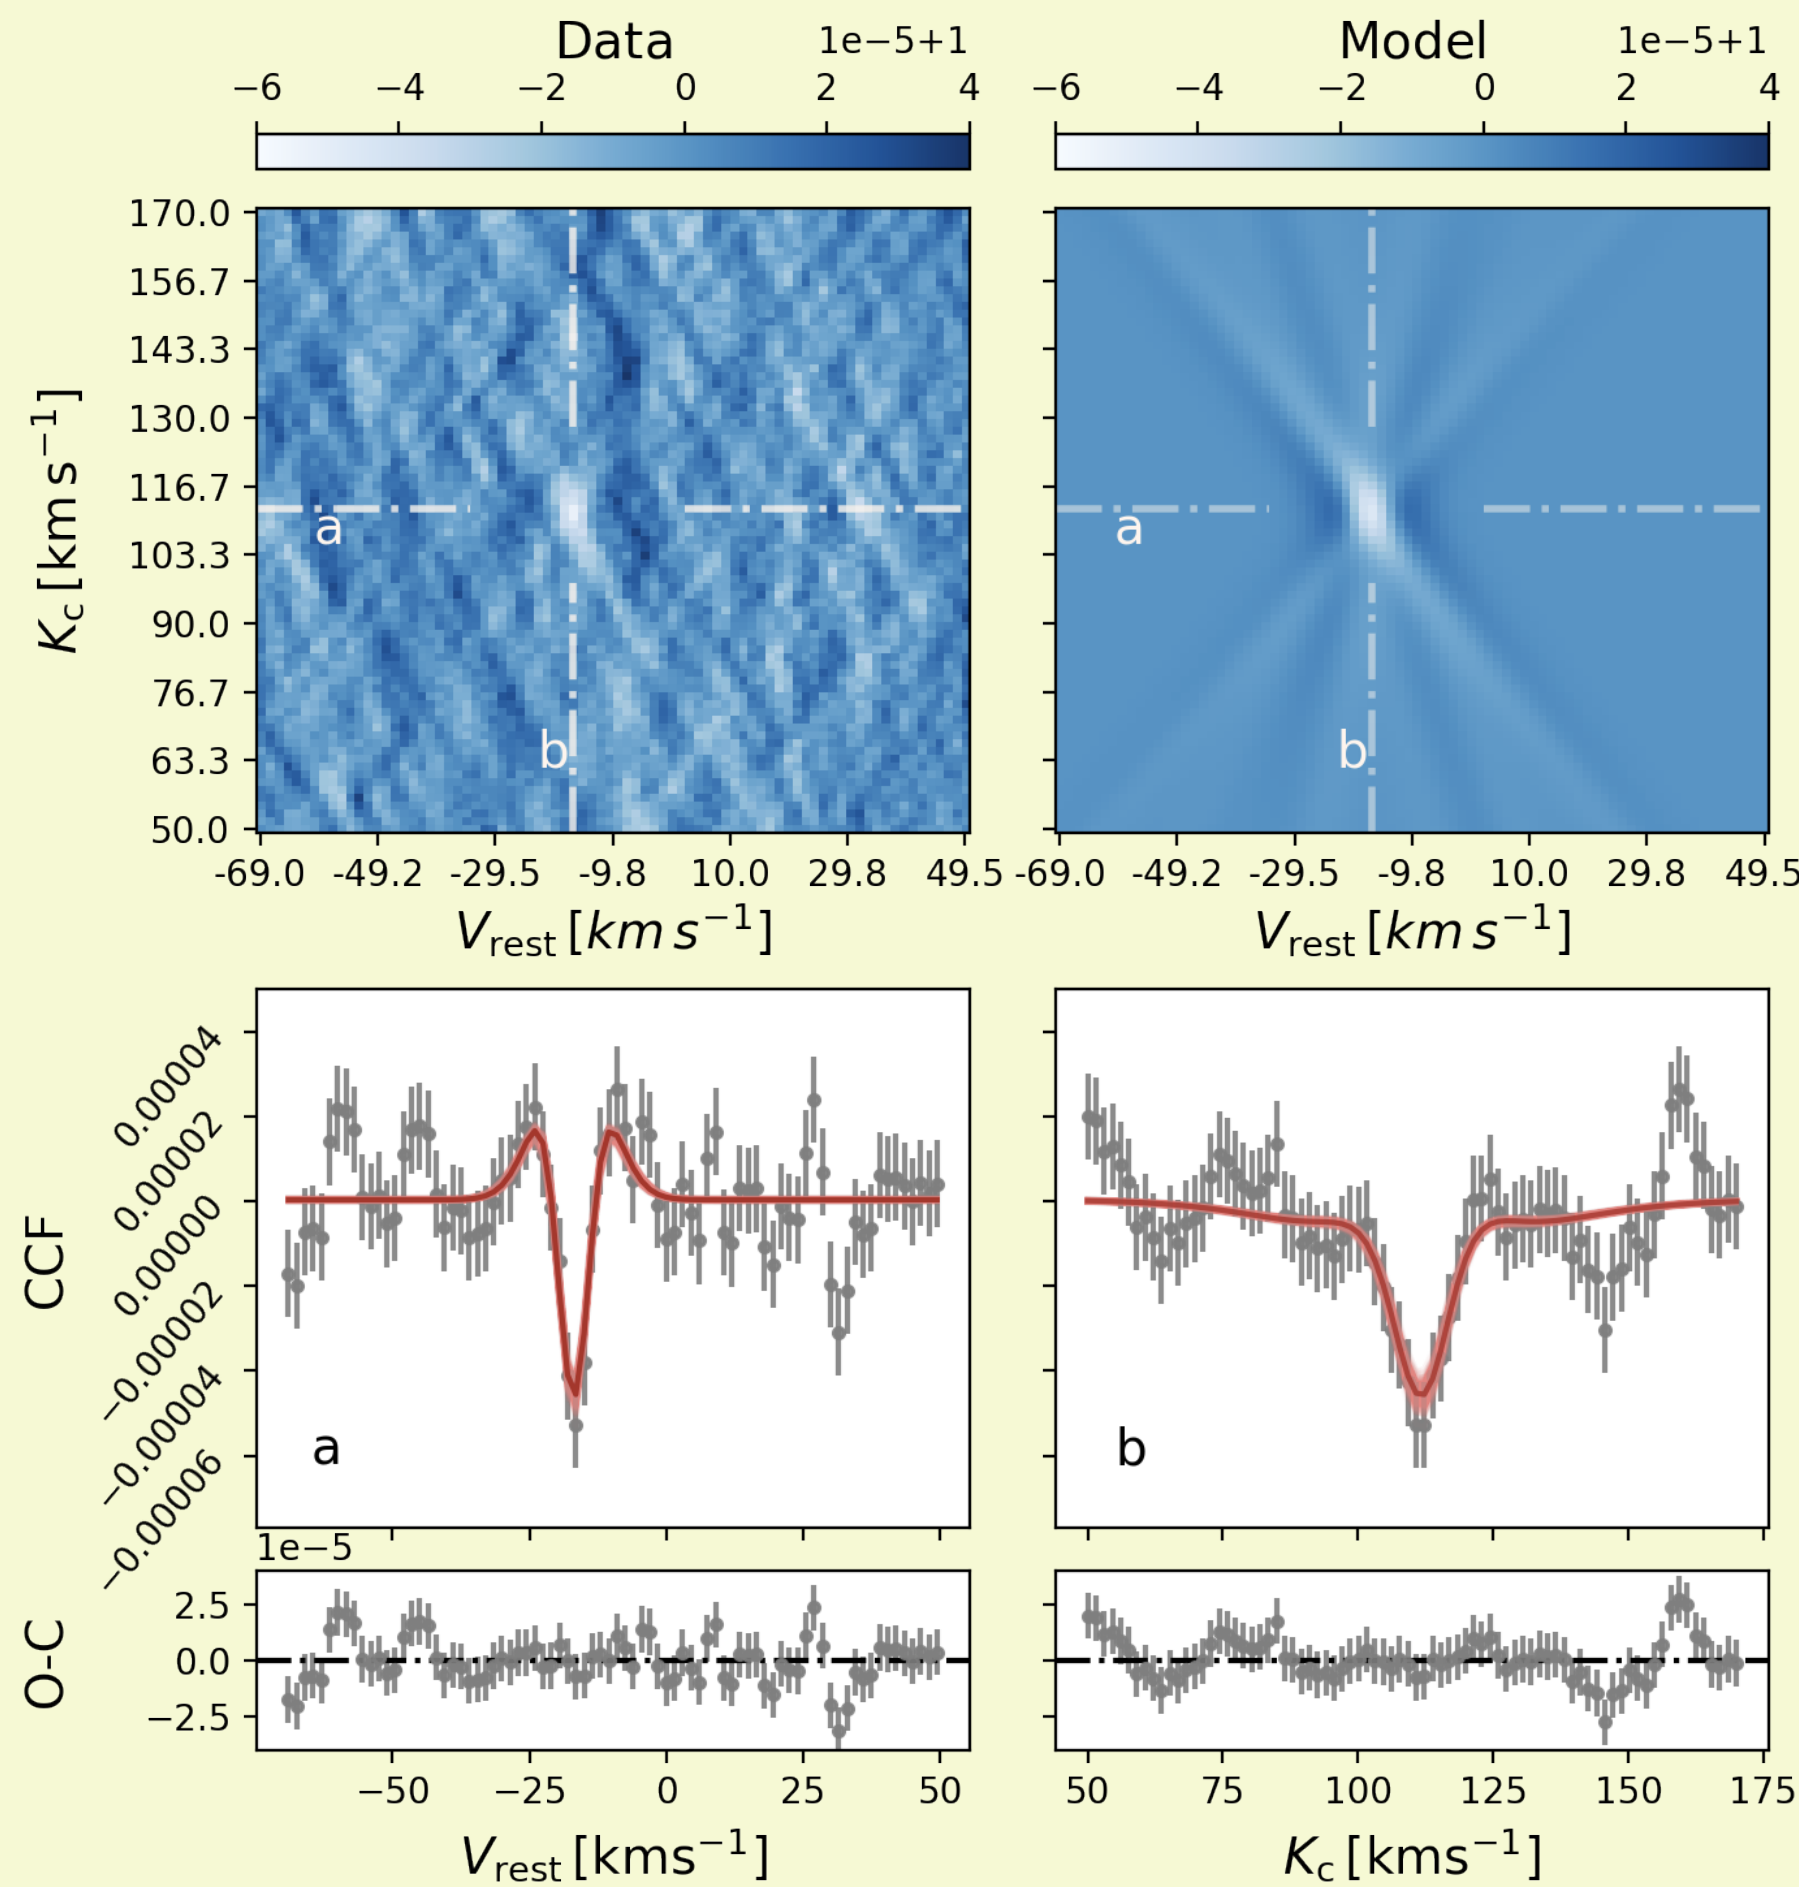 Data 1e−5+1 Model 1e−5+1
−6 −4 −2 0 2 4 −6 −4 −2 0 2 4
170.0
156.7
143.3
130.0
116.7
103.3
90.0
76.7
63.3
50.0
K_c [km s⁻¹]
a
b
a
b
-69.0 -49.2 -29.5 -9.8 10.0 29.8 49.5 -69.0 -49.2 -29.5 -9.8 10.0 29.8 49.5
V_rest [km s⁻¹] V_rest [km s⁻¹]
0.00004
0.00002
0.00000
−0.00002
−0.00004
−0.00006
CCF
a b
1e−5
2.5
0.0
−2.5
O-C
−50 −25 0 25 50 50 75 100 125 150 175
V_rest [kms⁻¹] K_c [kms⁻¹]